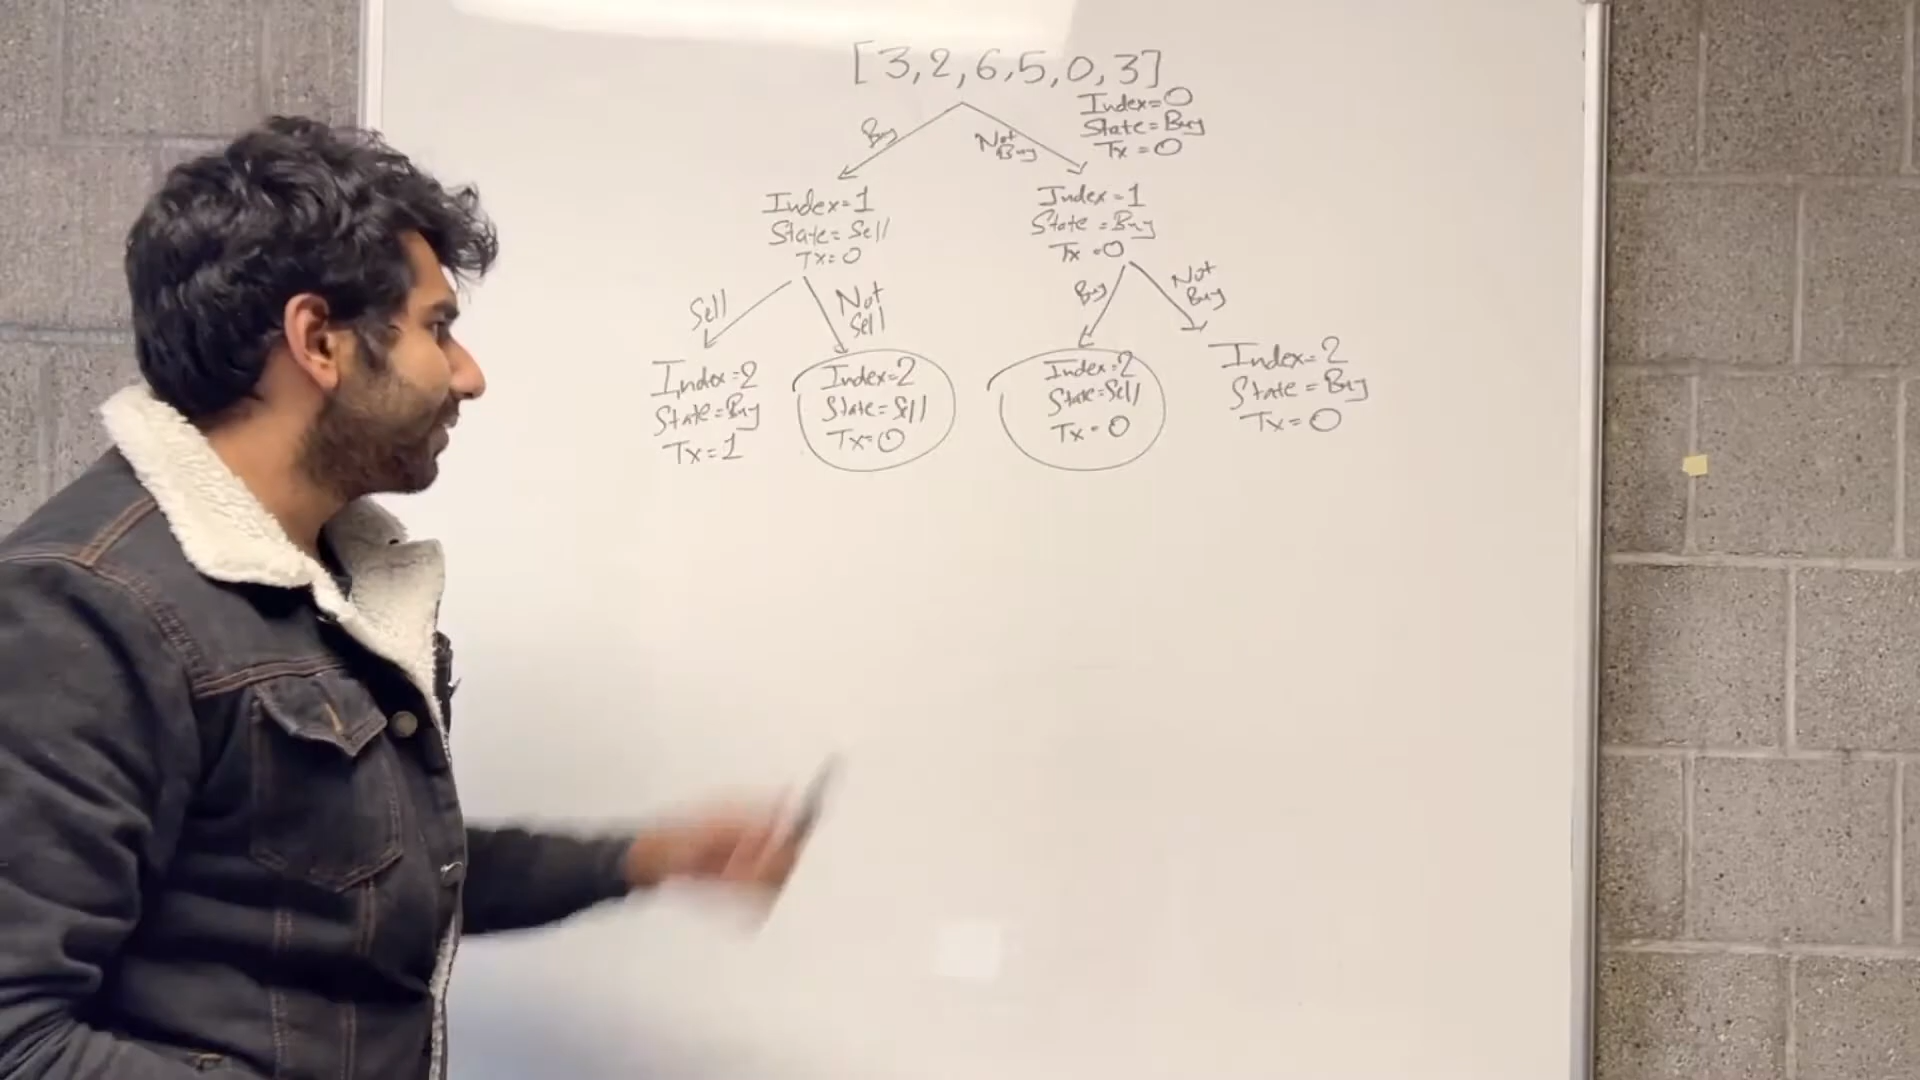 [3,2,6,5,0,3]
Index=0
State=Buy
Tx=0
Buy
Not
Buy
Index=1
State=Sell
Tx=0
Index=1
State=Buy
Tx=0
Sell
Not
Sell
Buy
Not
Buy
Index=2
State=Buy
Tx=1
Index=2
State=Sell
Tx=0
Index=2
State=Sell
Tx=0
Index=2
State=Buy
Tx=0